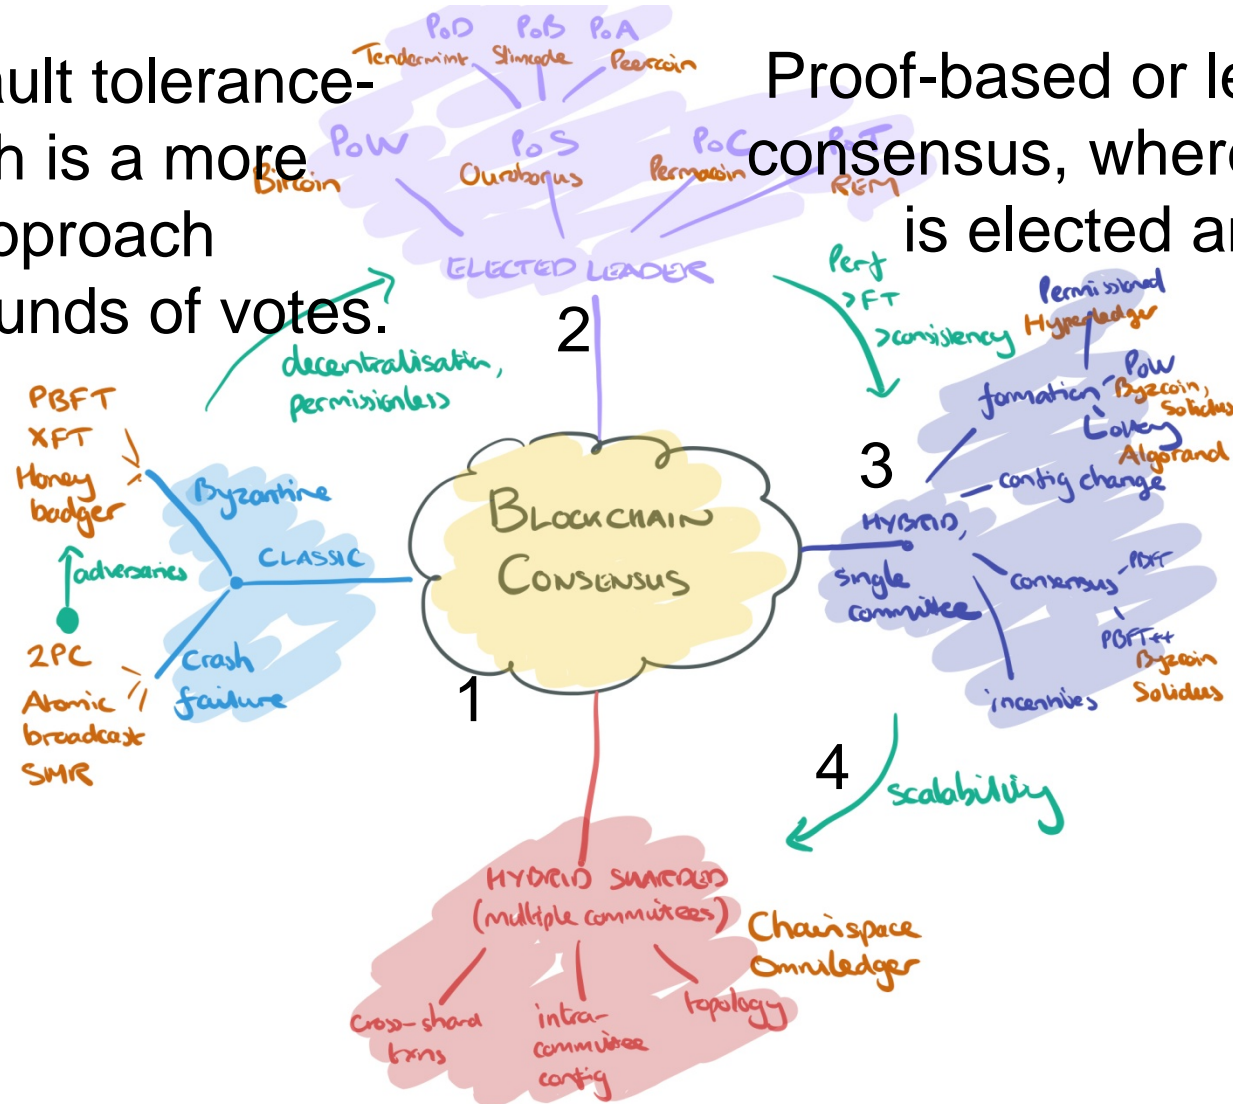 PoD PoB PoA
Tendermint Slimcode Peercoin
ault tolerance-
h is a more
pproach
unds of votes.
Proof-based or le
consensus, where
is elected an
PoW PoS PoC PoET
Bitcoin Ouroboros Permacoin REM
ELECTED LEADER
2
decentralisation,
permissionless
Perf
>FT
>consistency
PBFT
XFT
Honey
badger
adversaries
2PC
Atomic
broadcast
SMR
Byzantine
CLASSIC
Crash
failure
1
BLOCKCHAIN
CONSENSUS
3
HYBRID,
single
committee
Permissioned
Hyperledger
formation
PoW
Byzcoin,
Solidus
Lottery
Algorand
config change
consensus
PBFT
PBFT++
Byzcoin
Solidus
incentives
4
scalability
HYBRID SHARDED
(multiple committees)
Chainspace
Omniledger
cross-shard
txns
intra-
committee
config
topology